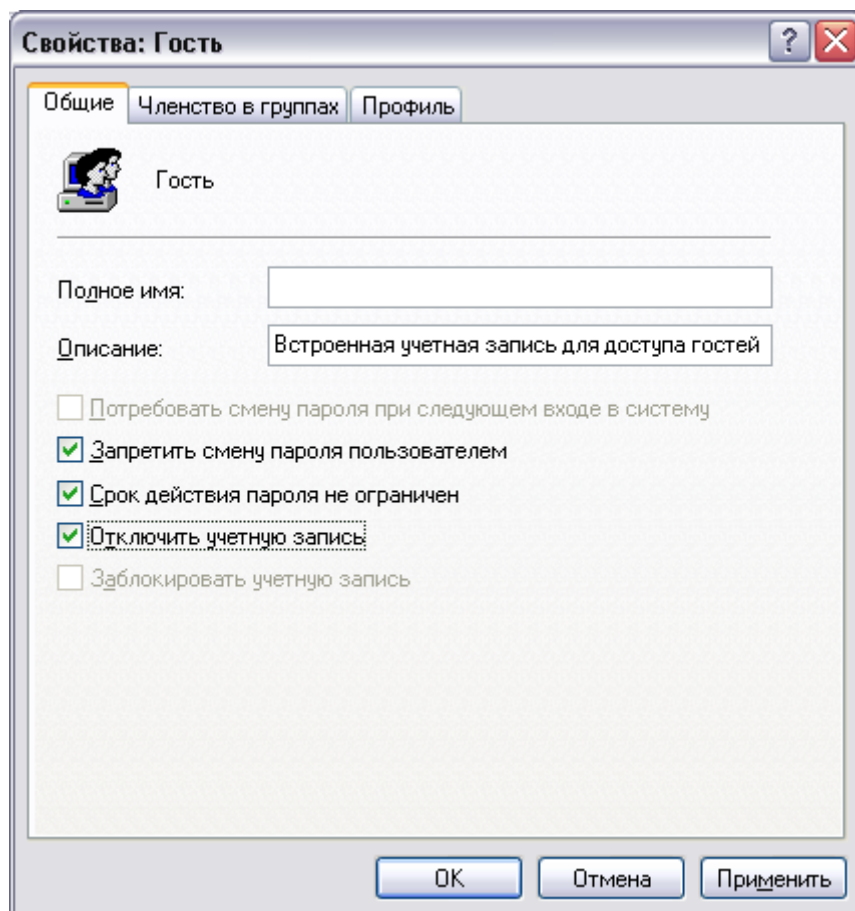 Свойства: Гость
Общие Членство в группах Профиль
Гость
Полное имя:
Описание: Встроенная учетная запись для доступа гостей
Потребовать смену пароля при следующем входе в систему
Запретить смену пароля пользователем
Срок действия пароля не ограничен
Отключить учетную запись
Заблокировать учетную запись
OK Отмена Применить